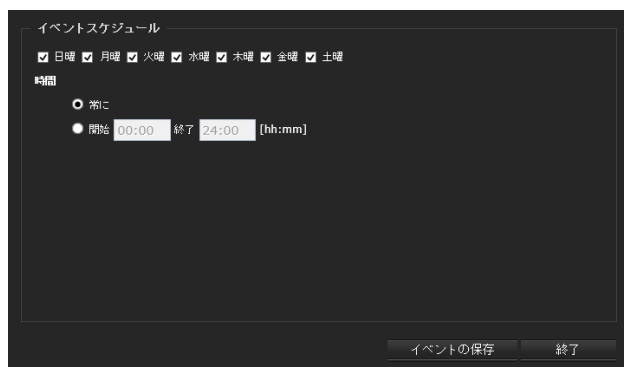 イベントスケジュール
日曜 月曜 火曜 水曜 木曜 金曜 土曜
時間
常に
開始 00:00 終了 24:00 [hh:mm]
イベントの保存 終了